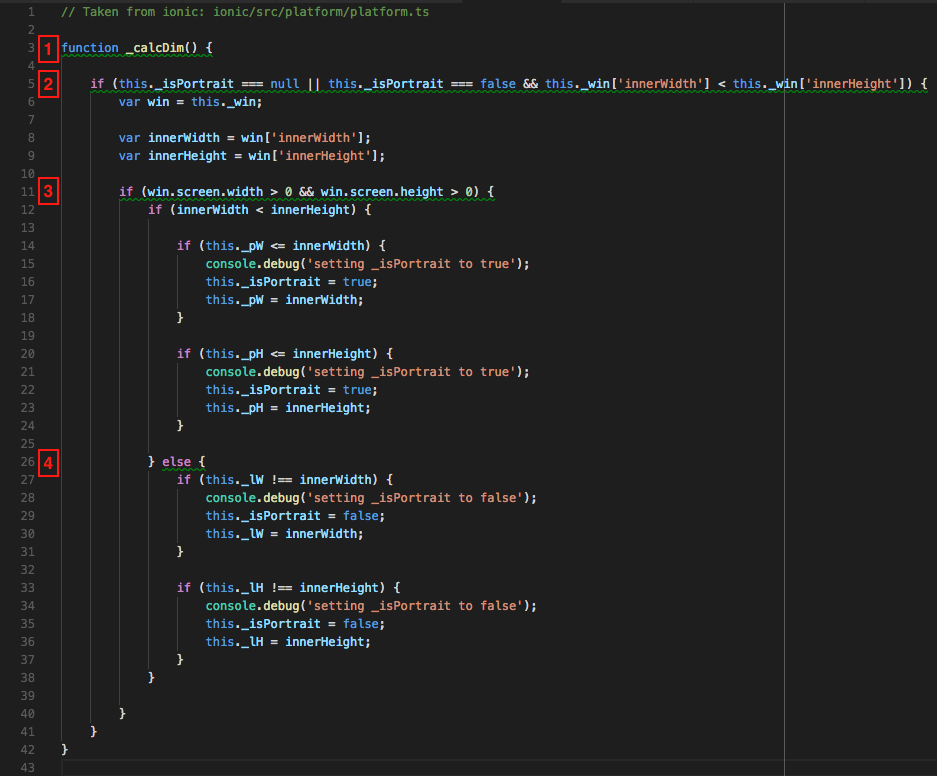 1 // Taken from ionic: ionic/src/platform/platform.ts
2
3 1 function _calcDim() {
4
5 2 if (this._isPortrait === null || this._isPortrait === false && this._win['innerWidth'] < this._win['innerHeight']) {
6 var win = this._win;
7
8 var innerWidth = win['innerWidth'];
9 var innerHeight = win['innerHeight'];
10
11 3 if (win.screen.width > 0 && win.screen.height > 0) {
12 if (innerWidth < innerHeight) {
13
14 if (this._pW <= innerWidth) {
15 console.debug('setting _isPortrait to true');
16 this._isPortrait = true;
17 this._pW = innerWidth;
18 }
19
20 if (this._pH <= innerHeight) {
21 console.debug('setting _isPortrait to true');
22 this._isPortrait = true;
23 this._pH = innerHeight;
24 }
25
26 4 } else {
27 if (this._lW !== innerWidth) {
28 console.debug('setting _isPortrait to false');
29 this._isPortrait = false;
30 this._lW = innerWidth;
31 }
32
33 if (this._lH !== innerHeight) {
34 console.debug('setting _isPortrait to false');
35 this._isPortrait = false;
36 this._lH = innerHeight;
37 }
38 }
39
40 }
41 }
42 }
43